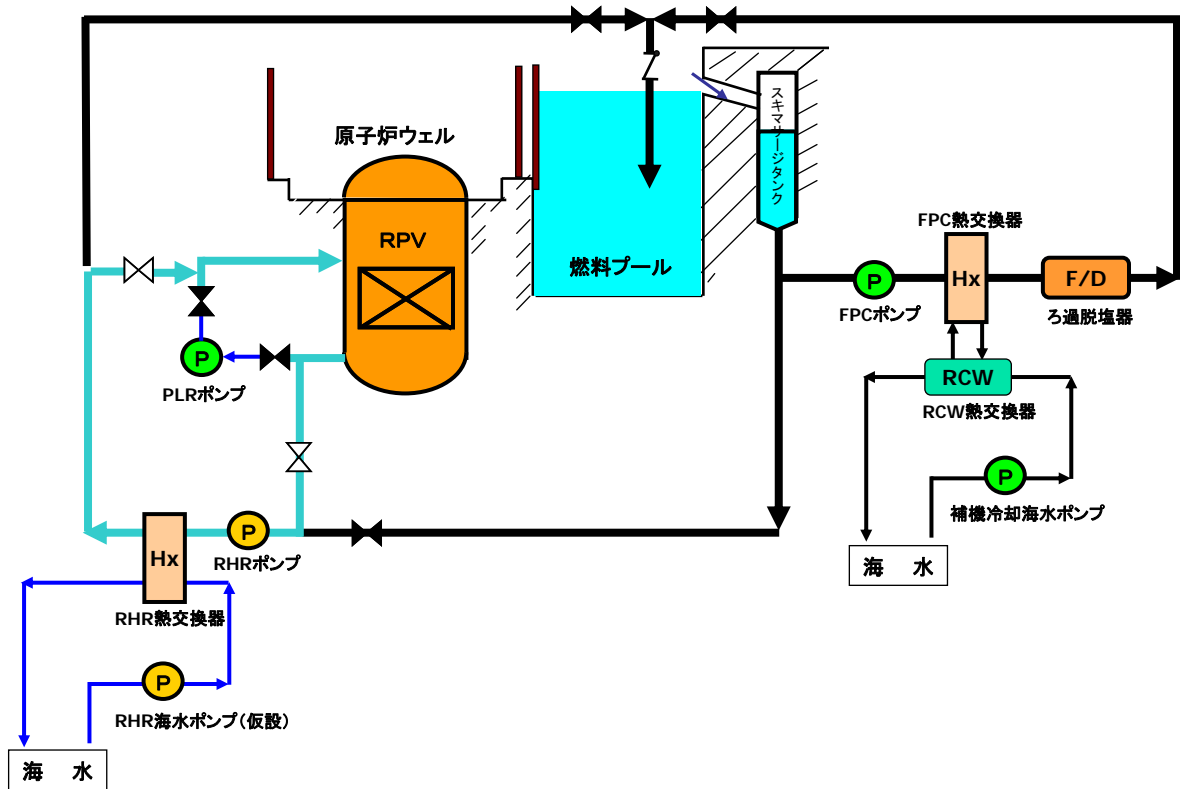 スキマサージタンク
原子炉ウェル
RPV
燃料プール
FPC熱交換器
Hx
P
FPCポンプ
F/D
ろ過脱塩器
P
PLRポンプ
RCW
RCW熱交換器
P
補機冷却海水ポンプ
海 水
Hx
P
RHRポンプ
RHR熱交換器
P
RHR海水ポンプ(仮設)
海 水